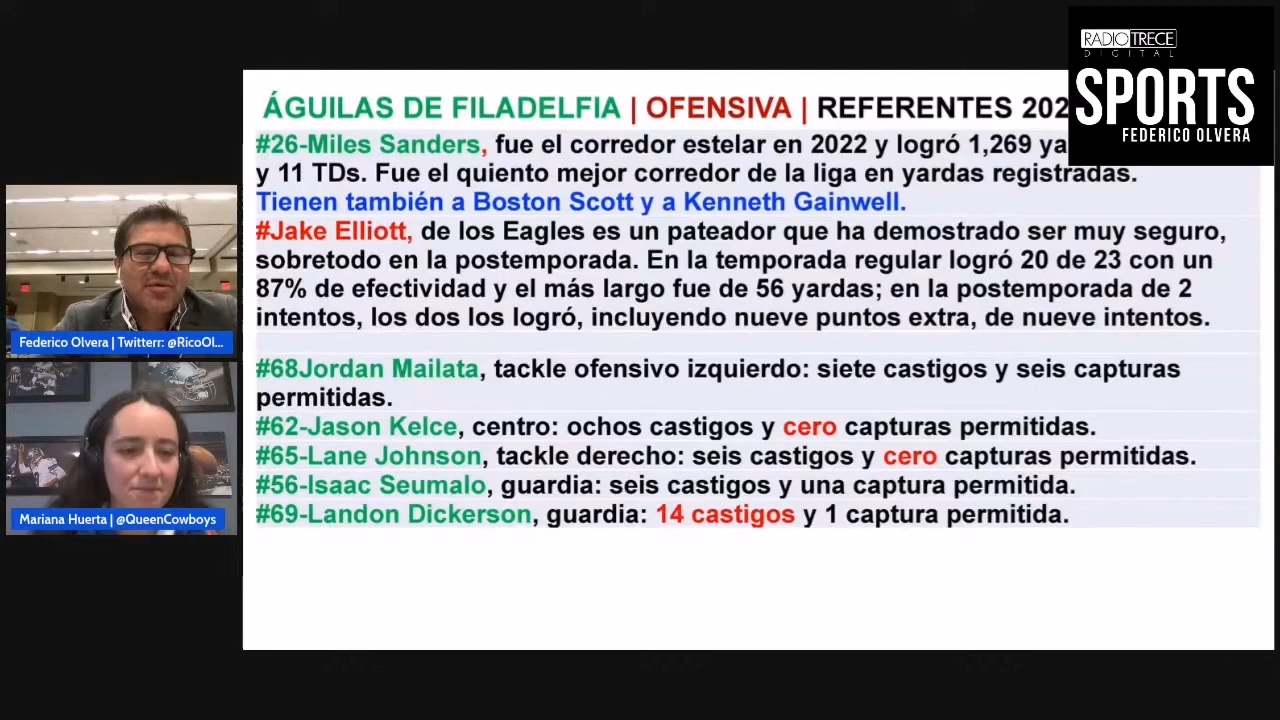 RADIO TRECE
DIGITAL
SPORTS
FEDERICO OLVERA
ÁGUILAS DE FILADELFIA | OFENSIVA | REFERENTES 202
#26-Miles Sanders, fue el corredor estelar en 2022 y logró 1,269 ya
y 11 TDs. Fue el quiento mejor corredor de la liga en yardas registradas.
Tienen también a Boston Scott y a Kenneth Gainwell.
#Jake Elliott, de los Eagles es un pateador que ha demostrado ser muy seguro,
sobretodo en la postemporada. En la temporada regular logró 20 de 23 con un
87% de efectividad y el más largo fue de 56 yardas; en la postemporada de 2
intentos, los dos los logró, incluyendo nueve puntos extra, de nueve intentos.
#68Jordan Mailata, tackle ofensivo izquierdo: siete castigos y seis capturas
permitidas.
#62-Jason Kelce, centro: ochos castigos y cero capturas permitidas.
#65-Lane Johnson, tackle derecho: seis castigos y cero capturas permitidas.
#56-Isaac Seumalo, guardia: seis castigos y una captura permitida.
#69-Landon Dickerson, guardia: 14 castigos y 1 captura permitida.
Federico Olvera | Twitterr: @RicoOl...
Mariana Huerta | @QueenCowboys